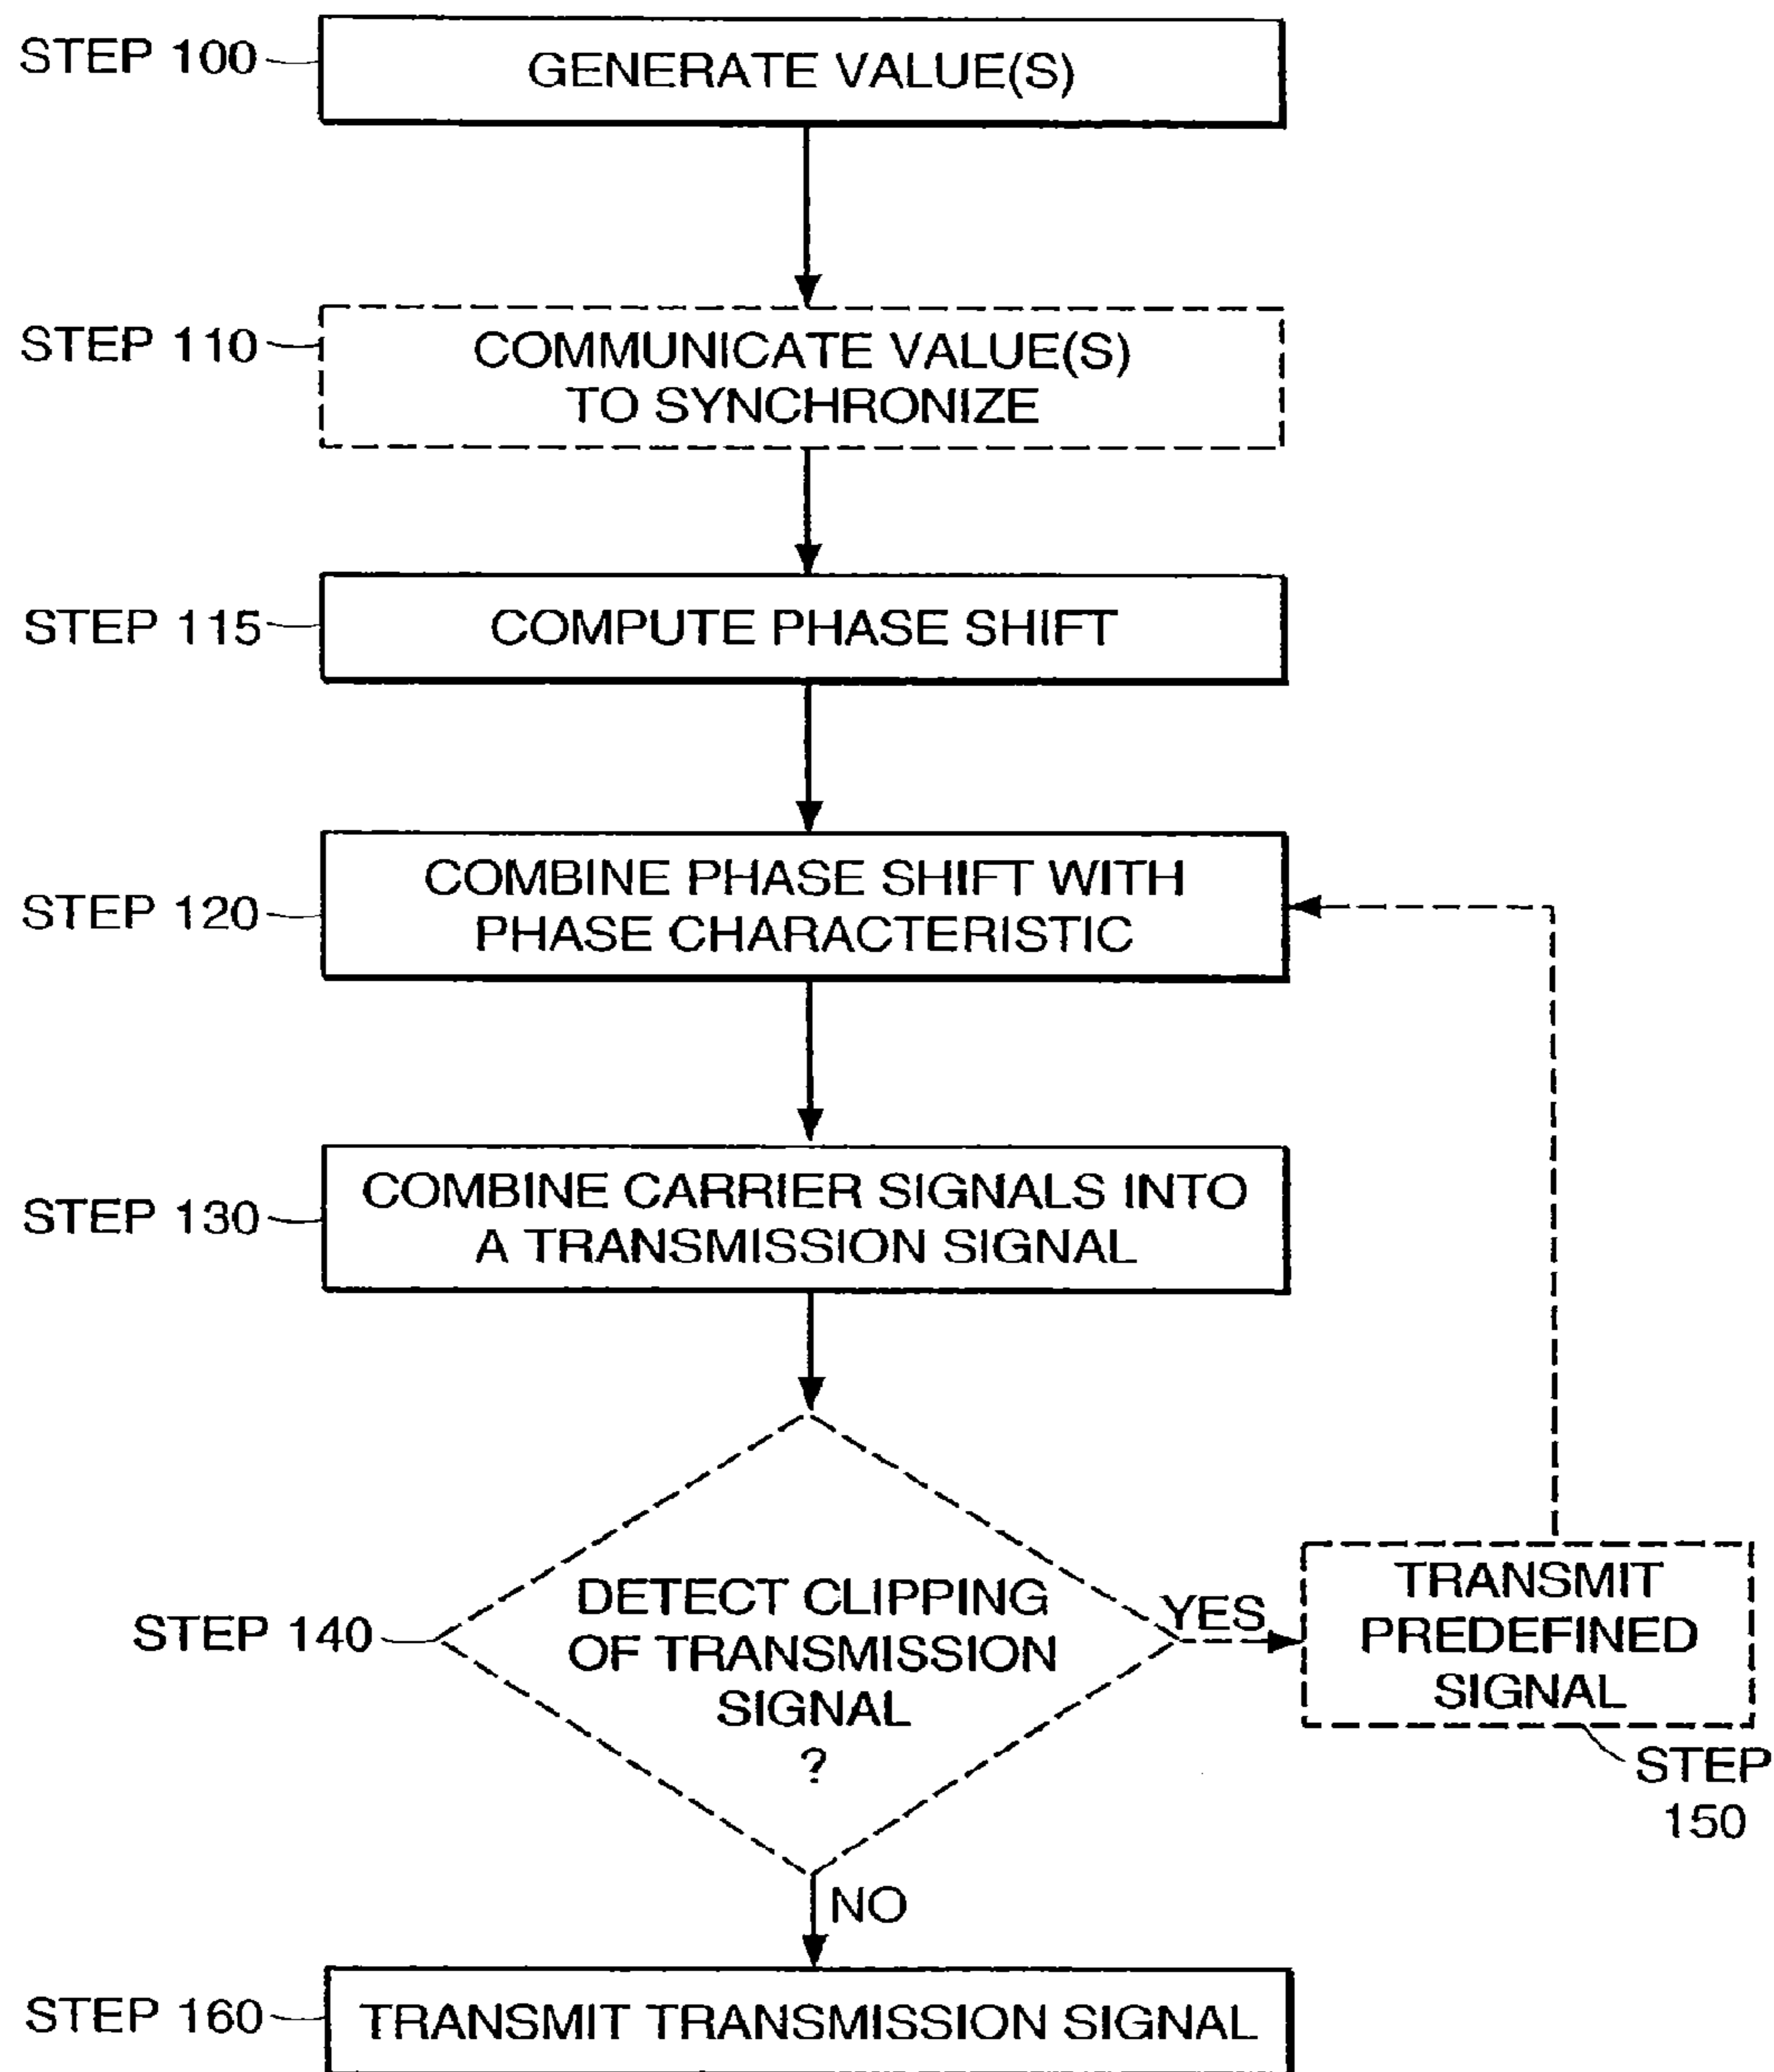 STEP 100
GENERATE VALUE(S)
STEP 110
COMMUNICATE VALUE(S)
TO SYNCHRONIZE
STEP 115
COMPUTE PHASE SHIFT
STEP 120
COMBINE PHASE SHIFT WITH
PHASE CHARACTERISTIC
STEP 130
COMBINE CARRIER SIGNALS INTO
A TRANSMISSION SIGNAL
STEP 140
DETECT CLIPPING
OF TRANSMISSION
SIGNAL
?
YES
TRANSMIT
PREDEFINED
SIGNAL
STEP
150
NO
STEP 160
TRANSMIT TRANSMISSION SIGNAL